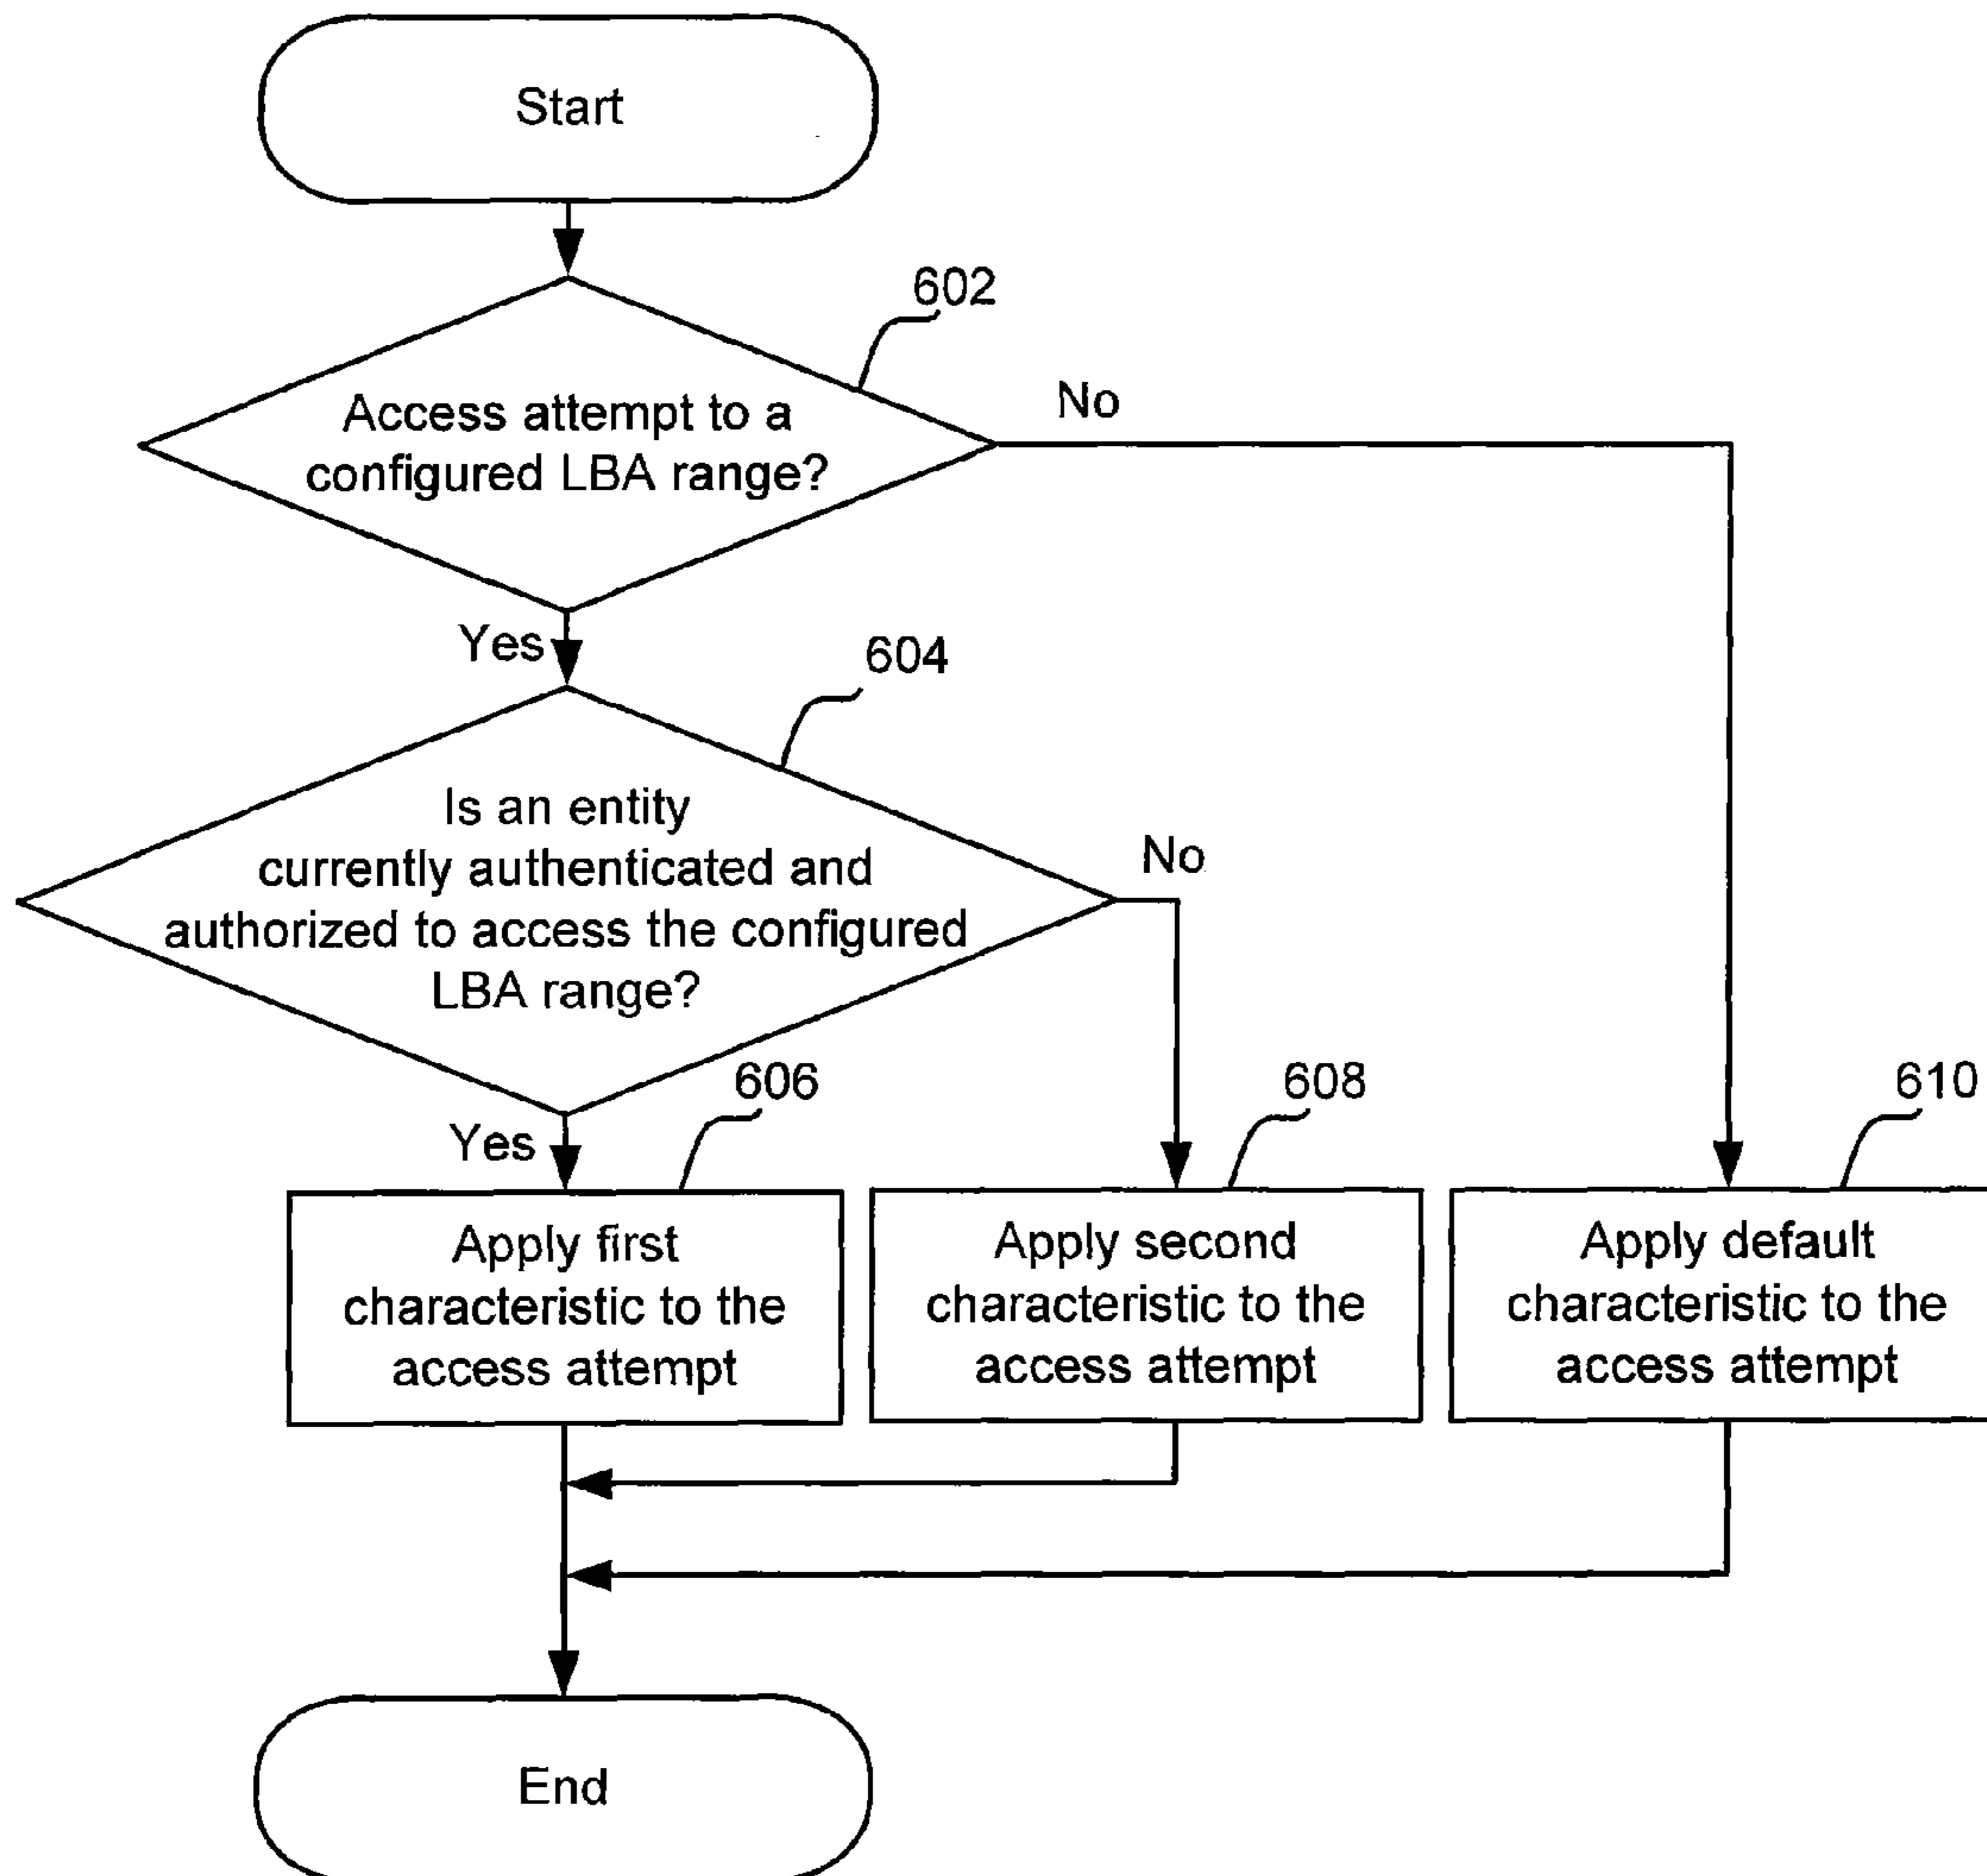 Start
602
Access attempt to a
configured LBA range?
No
Yes
604
Is an entity
currently authenticated and
authorized to access the configured
LBA range?
No
Yes
606
608
610
Apply first
characteristic to the
access attempt
Apply second
characteristic to the
access attempt
Apply default
characteristic to the
access attempt
End